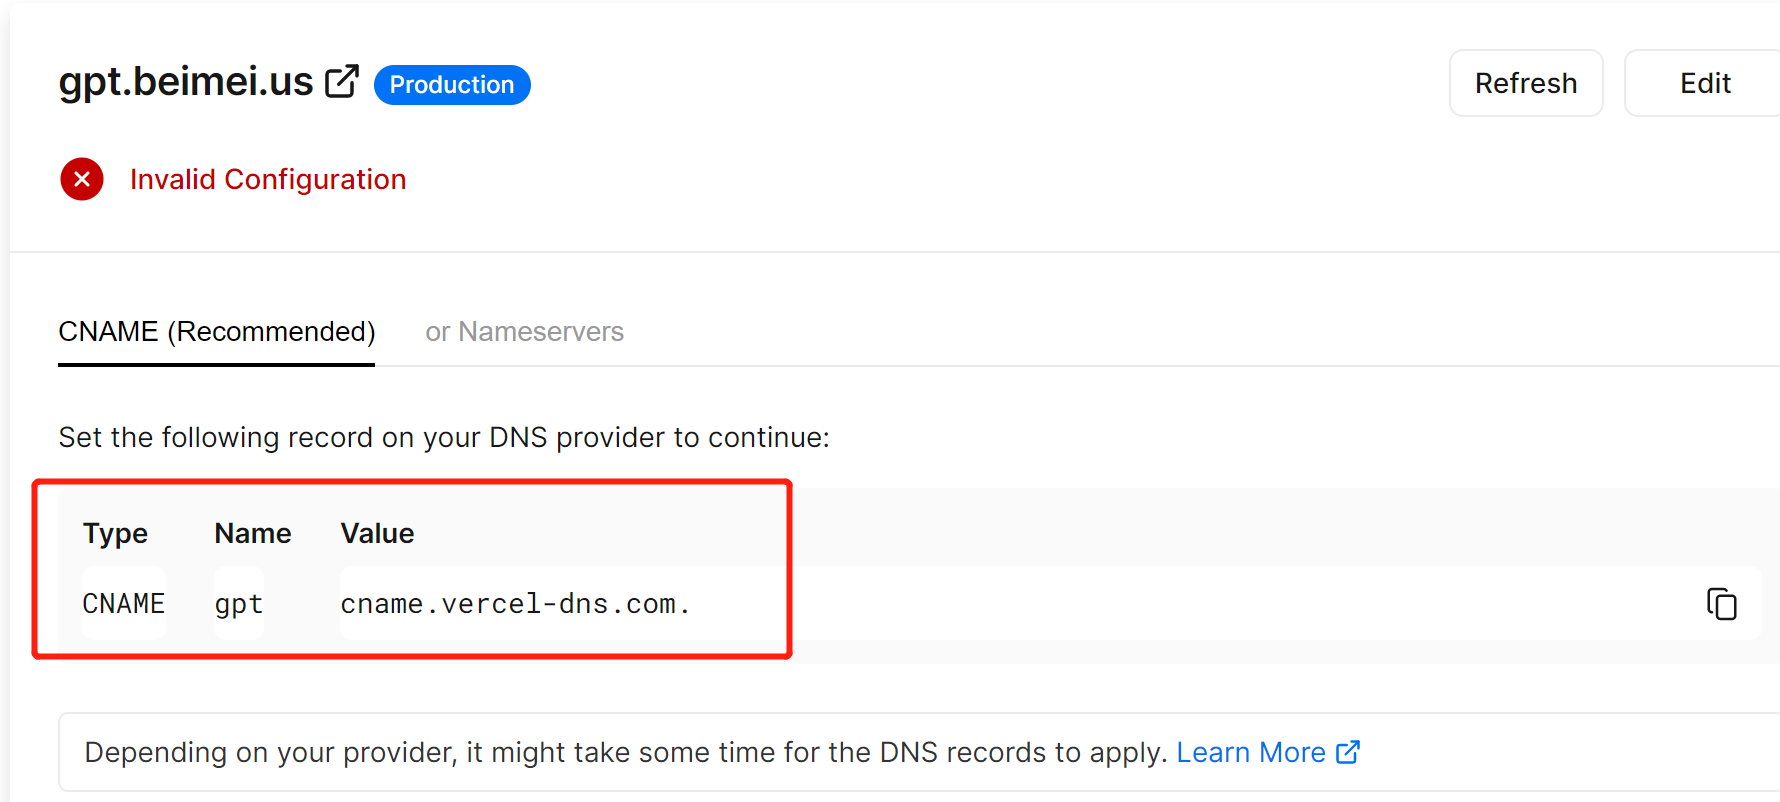 gpt.beimei.us Production Refresh Edit
Invalid Configuration
CNAME (Recommended) or Nameservers
Set the following record on your DNS provider to continue:
Type Name Value
CNAME gpt cname.vercel-dns.com.
Depending on your provider, it might take some time for the DNS records to apply. Learn More